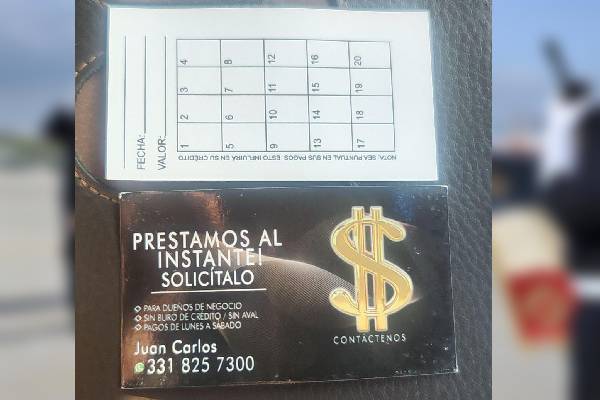 FECHA:
VALOR:
1 2 3 4
5 6 7 8
9 10 11 12
13 14 15 16
17 18 19 20
NOTA: SEA PUNTUAL EN SUS PAGOS ESTO INFLUIRA EN SU CRÉDITO
PRESTAMOS AL
INSTANTE!
SOLICÍTALO
PARA DUEÑOS DE NEGOCIO
SIN BURO DE CRÉDITO / SIN AVAL
PAGOS DE LUNES A SÁBADO
Juan Carlos
331 825 7300
$
CONTÁCTENOS